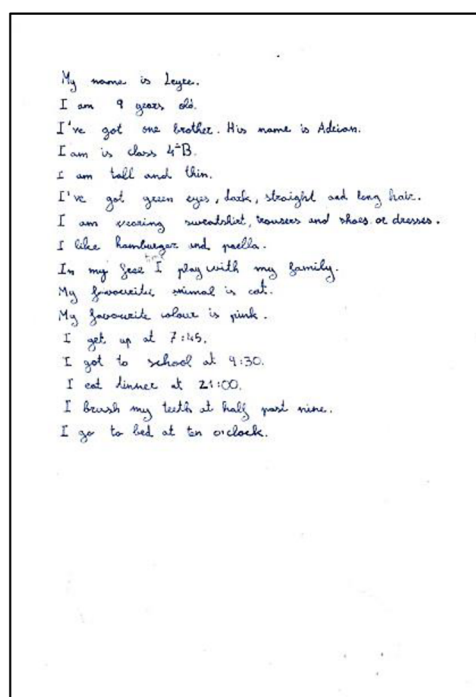 My name is Leyre.
I am 9 years old.
I've got one brother. His name is Adrian.
I am is class 4ºB.
I am tall and thin.
I've got green eyes, dark, straight and long hair.
I am wearing sweatshirt, trousers and shoes or dresses.
I like hamburger and paella.
In my free time I play with my family.
My favourite animal is cat.
My favourite colour is pink.
I get up at 7:45.
I got to school at 9:30.
I eat dinner at 21:00.
I brush my teeth at half past nine.
I go to bed at ten o'clock.